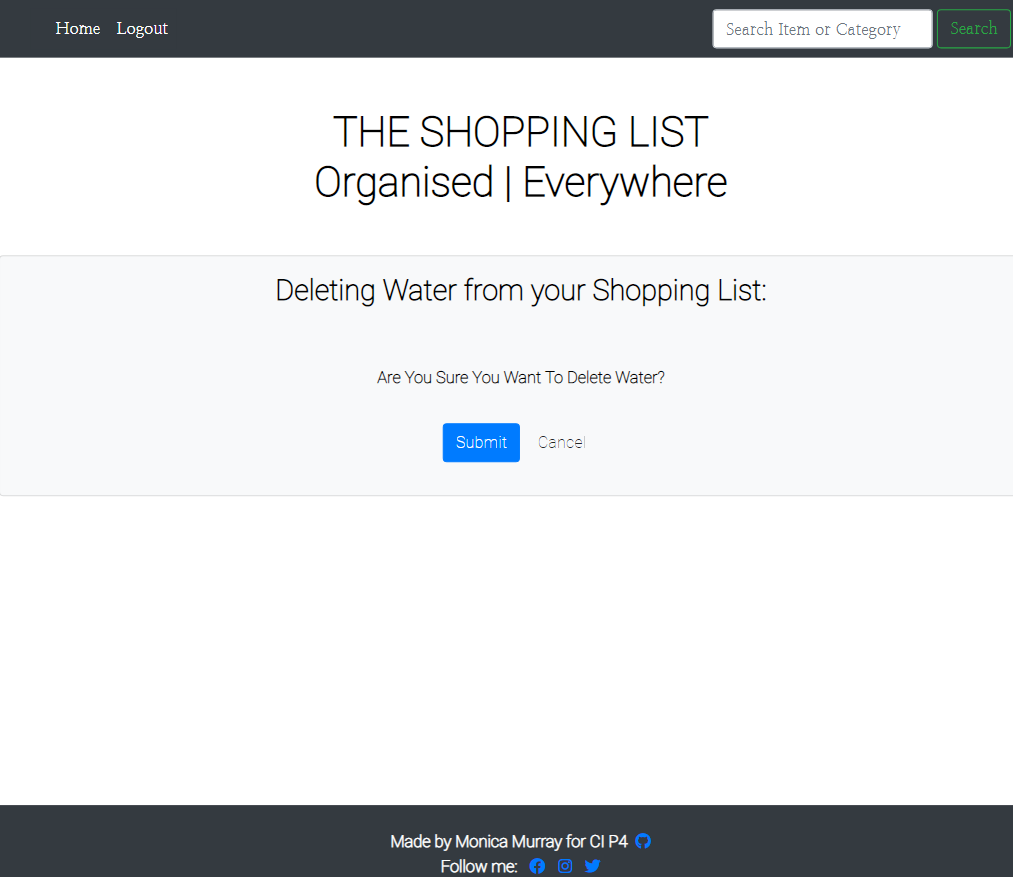 Home Logout Search Item or Category Search
THE SHOPPING LIST
Organised | Everywhere
Deleting Water from your Shopping List:
Are You Sure You Want To Delete Water?
Submit Cancel
Made by Monica Murray for CI P4
Follow me: